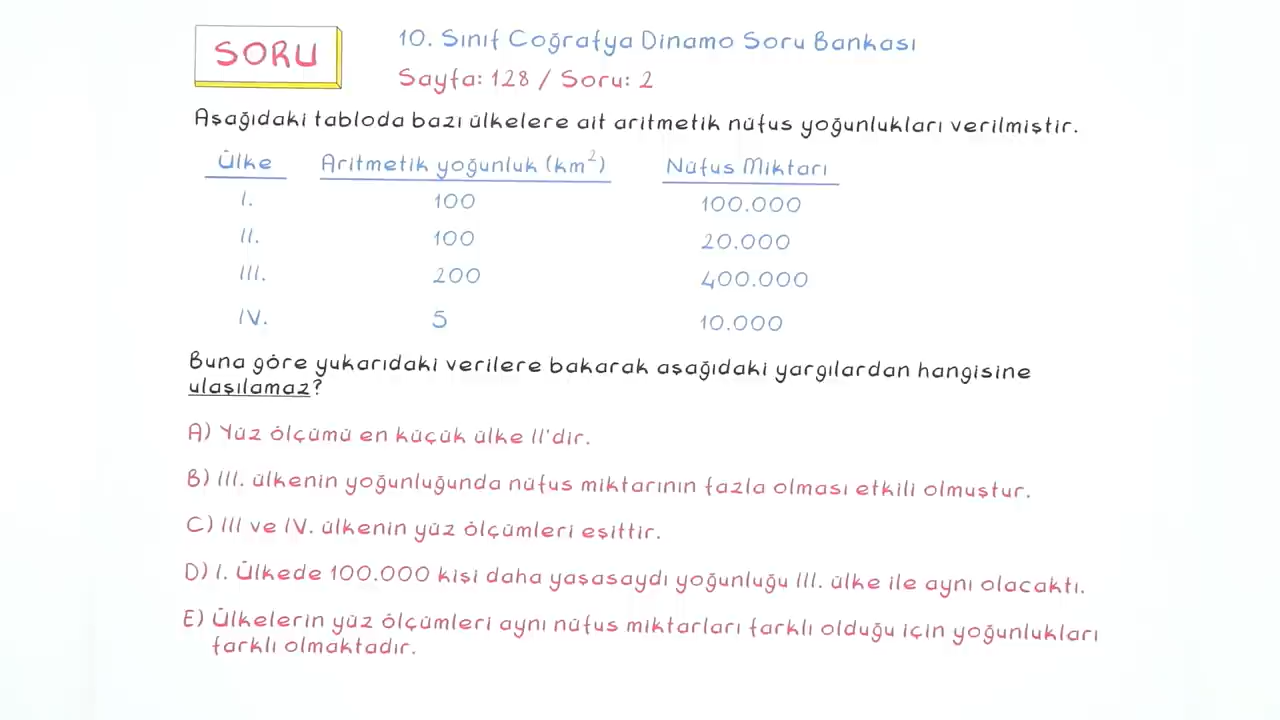 SORU
10. Sınıf Coğrafya Dinamo Soru Bankası
Sayfa: 128 / Soru: 2
Aşağıdaki tabloda bazı ülkelere ait aritmetik nüfus yoğunlukları verilmiştir.
Ülke Aritmetik yoğunluk (km²) Nüfus Miktarı
I. 100 100.000
II. 100 20.000
III. 200 400.000
IV. 5 10.000
Buna göre yukarıdaki verilere bakarak aşağıdaki yargılardan hangisine
ulaşılamaz?
A) Yüz ölçümü en küçük ülke II'dir.
B) III. ülkenin yoğunluğunda nüfus miktarının fazla olması etkili olmuştur.
C) III ve IV. ülkenin yüz ölçümleri eşittir.
D) I. Ülkede 100.000 kişi daha yaşasaydı yoğunluğu III. ülke ile aynı olacaktı.
E) Ülkelerin yüz ölçümleri aynı nüfus miktarları farklı olduğu için yoğunlukları
farklı olmaktadır.